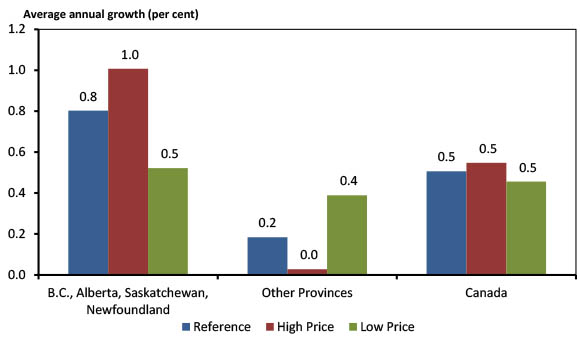 Average annual growth (per cent)
1.2
1.0
0.8
0.6
0.4
0.2
0.0
0.8
1.0
0.5
0.2
0.0
0.4
0.5
0.5
0.5
B.C., Alberta, Saskatchewan,
Newfoundland
Other Provinces
Canada
Reference
High Price
Low Price